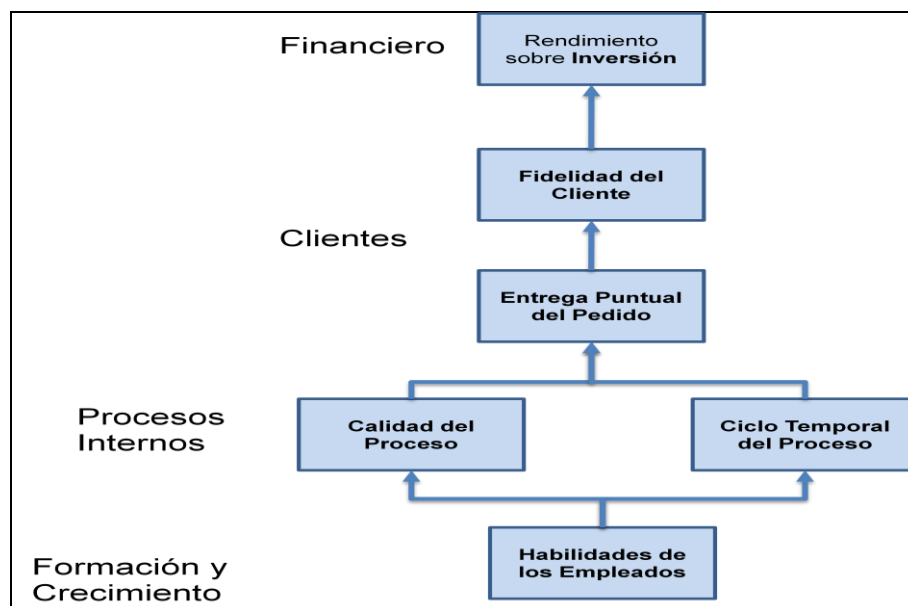 Financiero
Rendimiento
sobre Inversión
Fidelidad del
Cliente
Clientes
Entrega Puntual
del Pedido
Procesos
Internos
Calidad del
Proceso
Ciclo Temporal
del Proceso
Formación y
Crecimiento
Habilidades de
los Empleados